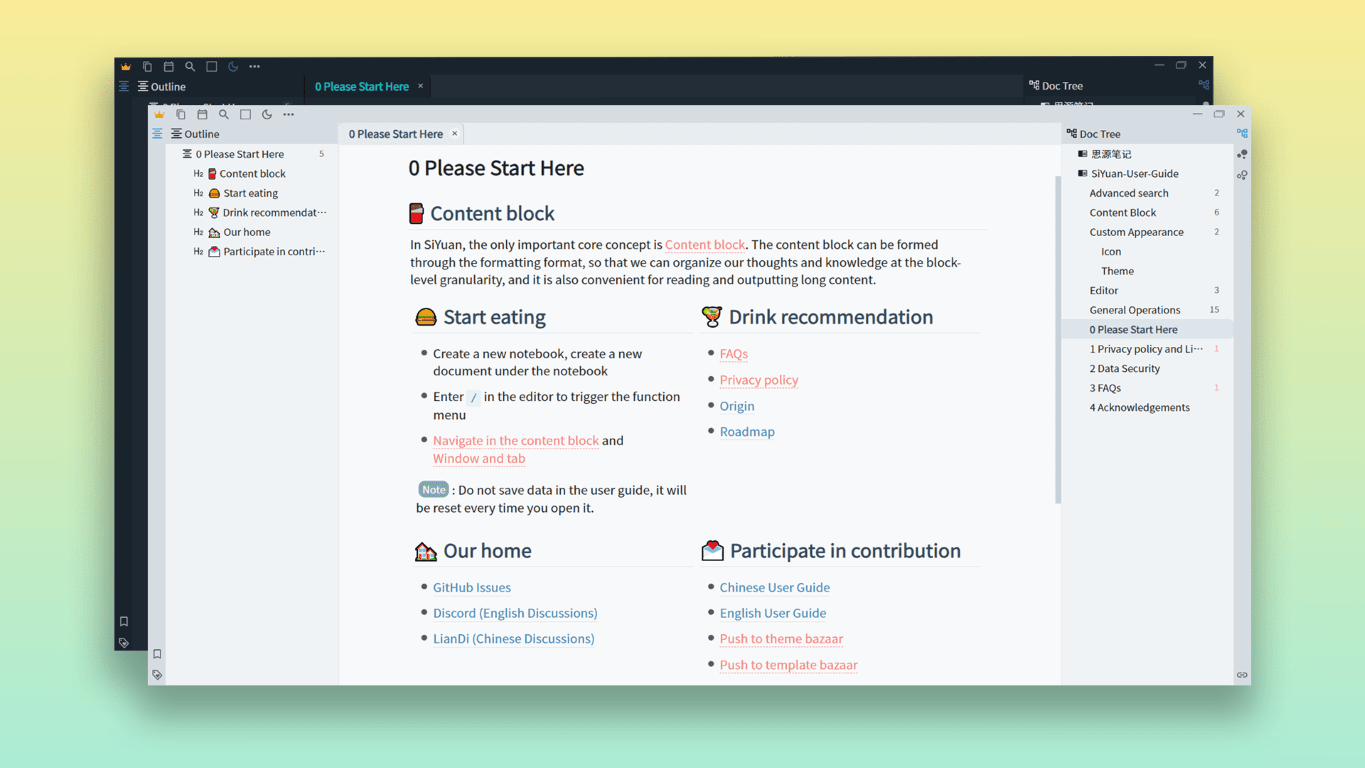 Outline
0 Please Start Here
Doc Tree
Outline
0 Please Start Here
Doc Tree
0 Please Start Here 5
H2 Content block
H2 Start eating
H2 Drink recommendat···
H2 Our home
H2 Participate in contri···
0 Please Start Here
Content block
In SiYuan, the only important core concept is Content block. The content block can be formed
through the formatting format, so that we can organize our thoughts and knowledge at the block-
level granularity, and it is also convenient for reading and outputting long content.
Start eating
Create a new notebook, create a new
document under the notebook
Enter / in the editor to trigger the function
menu
Navigate in the content block and
Window and tab
Note : Do not save data in the user guide, it will
be reset every time you open it.
Drink recommendation
FAQs
Privacy policy
Origin
Roadmap
Our home
GitHub Issues
Discord (English Discussions)
LianDi (Chinese Discussions)
Participate in contribution
Chinese User Guide
English User Guide
Push to theme bazaar
Push to template bazaar
思源笔记
SiYuan-User-Guide
Advanced search 2
Content Block 6
Custom Appearance 2
Icon
Theme
Editor 3
General Operations 15
0 Please Start Here
1 Privacy policy and Li··· 1
2 Data Security
3 FAQs 1
4 Acknowledgements